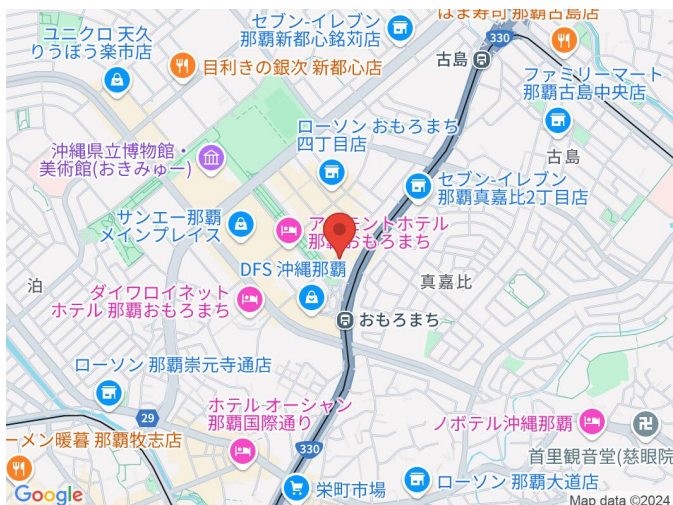 ユニクロ 天久
りうぼう楽市店
セブン-イレブン
那覇新都心銘苅店
はま寿司 那覇古島店
330
目利きの銀次 新都心店
古島
ファミリーマート
那覇古島中央店
ローソン おもろまち
四丁目店
古島
沖縄県立博物館・
美術館(おきみゅー)
セブン-イレブン
那覇真嘉比2丁目店
サンエー那覇
メインプレイス
那覇おもろまち
DFS 沖縄那覇
真嘉比
泊
ダイワロイネット
ホテル 那覇おもろまち
おもろまち
ローソン 那覇崇元寺通店
29
ホテル オーシャン
那覇国際通り
ノボテル沖縄那覇
ーメン暖暮 那覇牧志店
330
首里観音堂(慈眼院
栄町市場
ローソン 那覇大道店
Google
Map data ©2024